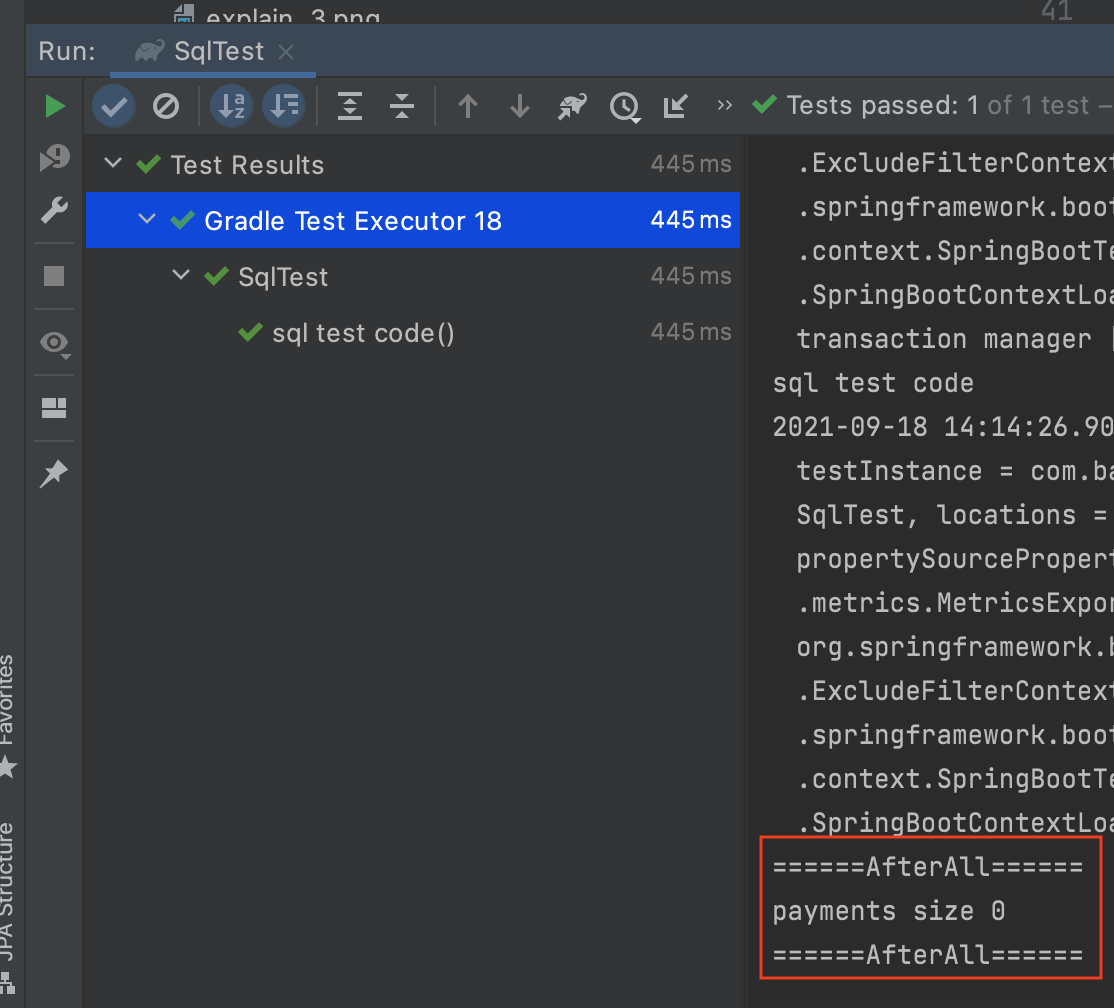 explain_3.png
41
Run:
SqlTest
Tests passed: 1 of 1 test –
Test Results
445 ms
Gradle Test Executor 18
445 ms
SqlTest
445 ms
sql test code()
445 ms
.ExcludeFilterContext
.springframework.boot
.context.SpringBootTe
.SpringBootContextLoa
transaction manager
sql test code
2021-09-18 14:14:26.90
testInstance = com.ba
SqlTest, locations =
propertySourcePropert
.metrics.MetricsExpor
org.springframework.b
.ExcludeFilterContext
.springframework.boot
.context.SpringBootTe
.SpringBootContextLoa
======AfterAll======
payments size 0
======AfterAll======
Favorites
JPA Structure